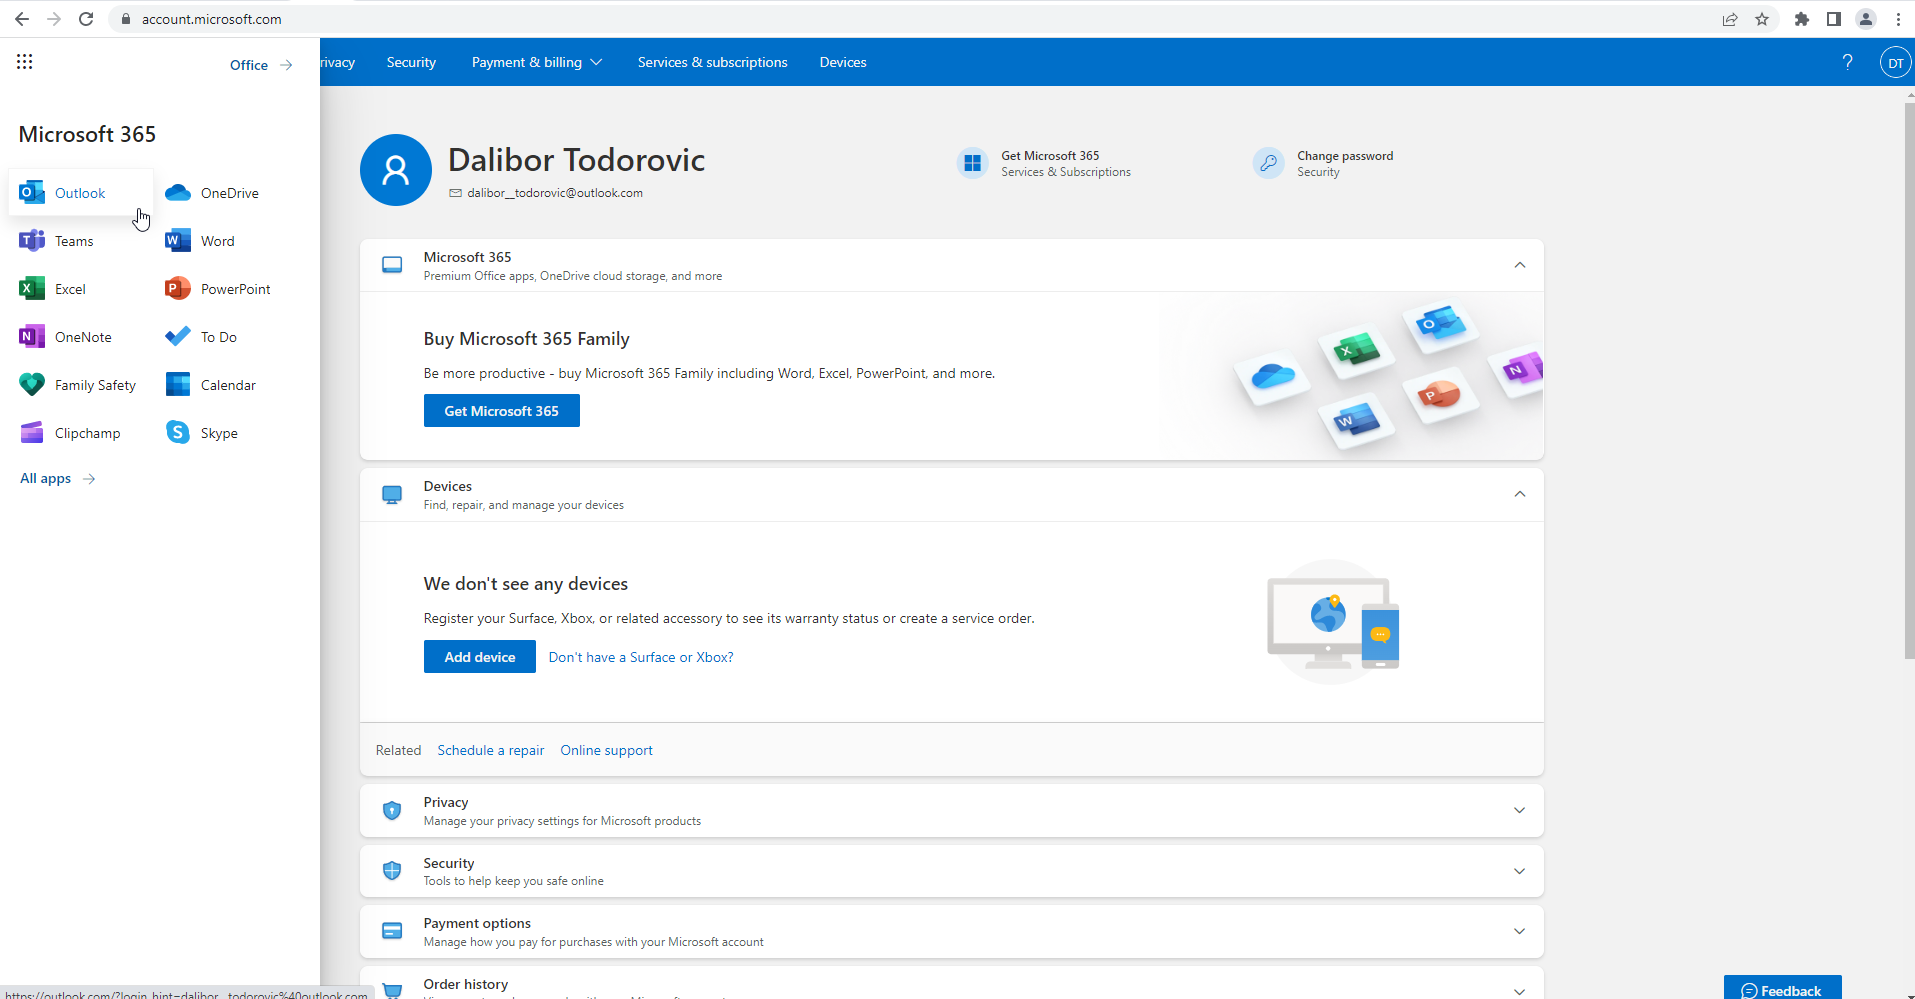 account.microsoft.com
Office
rivacy
Security
Payment & billing
Services & subscriptions
Devices
?
DT
Microsoft 365
Outlook
OneDrive
Teams
Word
Excel
PowerPoint
OneNote
To Do
Family Safety
Calendar
Clipchamp
Skype
All apps
Dalibor Todorovic
dalibor__todorovic@outlook.com
Get Microsoft 365
Services & Subscriptions
Change password
Security
Microsoft 365
Premium Office apps, OneDrive cloud storage, and more
Buy Microsoft 365 Family
Be more productive - buy Microsoft 365 Family including Word, Excel, PowerPoint, and more.
Get Microsoft 365
Devices
Find, repair, and manage your devices
We don't see any devices
Register your Surface, Xbox, or related accessory to see its warranty status or create a service order.
Add device
Don't have a Surface or Xbox?
Related
Schedule a repair
Online support
Privacy
Manage your privacy settings for Microsoft products
Security
Tools to help keep you safe online
Payment options
Manage how you pay for purchases with your Microsoft account
Order history
Feedback
https://outlook.com/?login_hint=dalibor__todorovic%40outlook.com